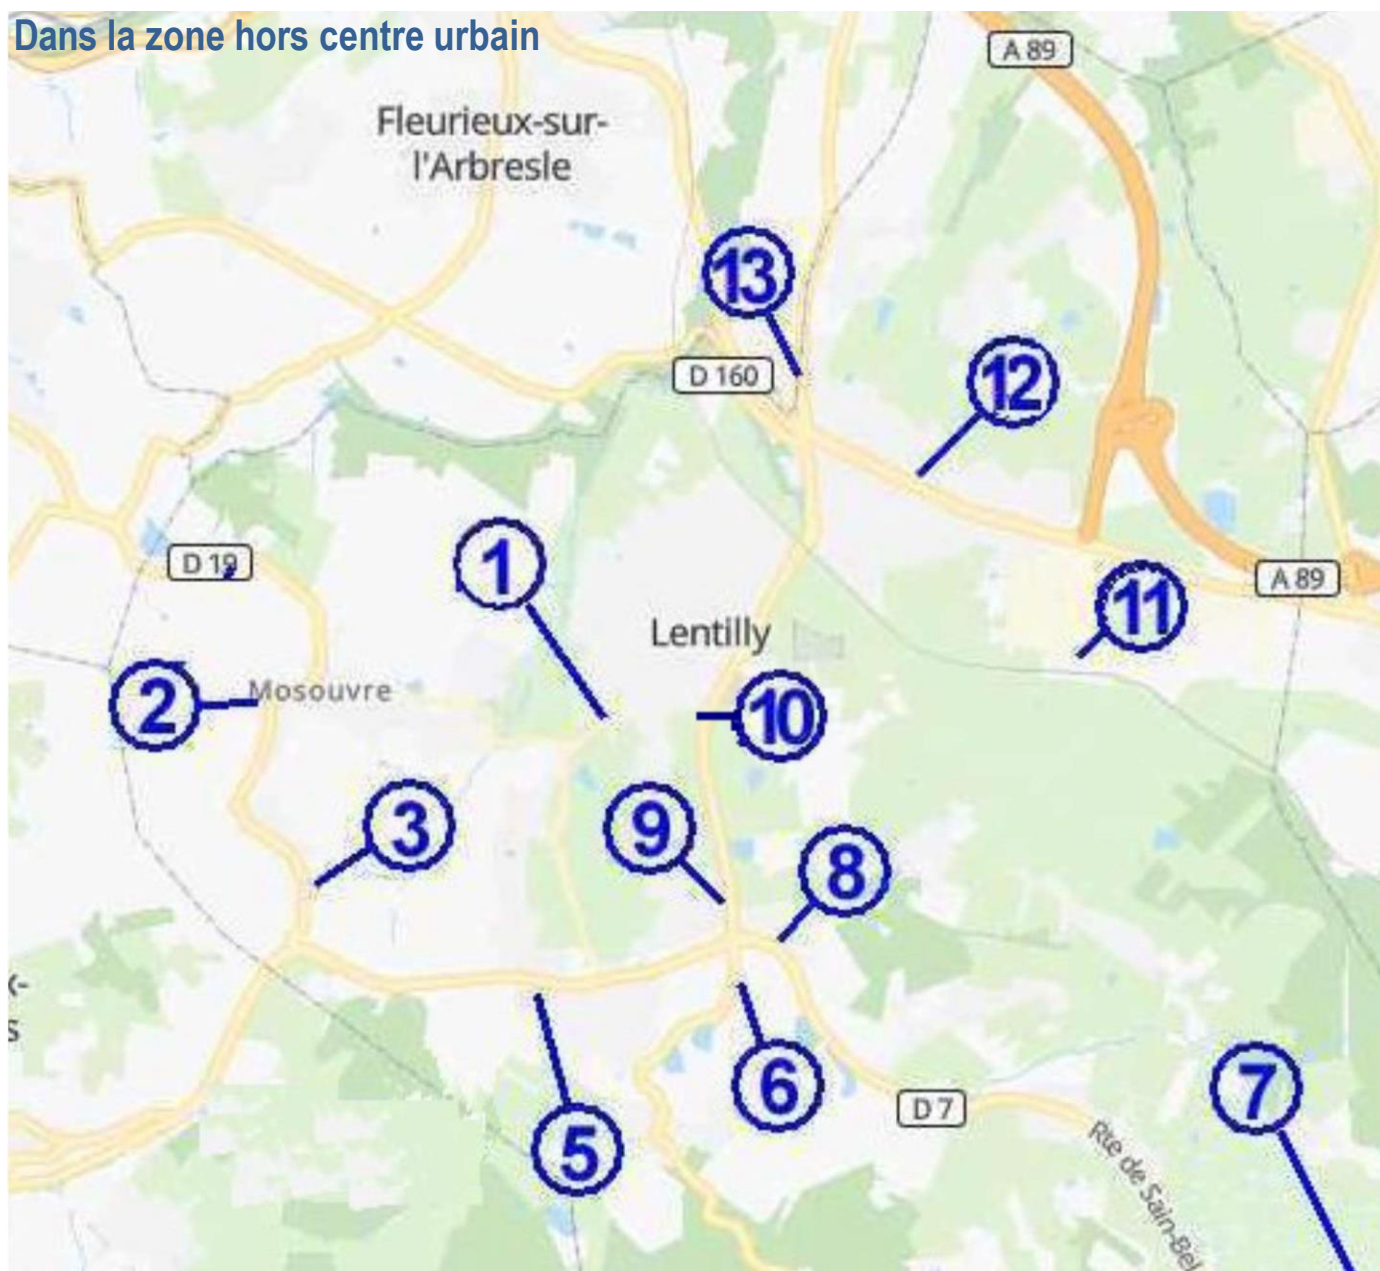 Dans la zone hors centre urbain
A 89
Fleurieux-sur-
l'Arbresle
13
D 160
12
1
D 19
A 89
11
Lentilly
2
Mosouvre
10
3
9
8
x-
s
7
6
D 7
5
Rte de Sain-Bel